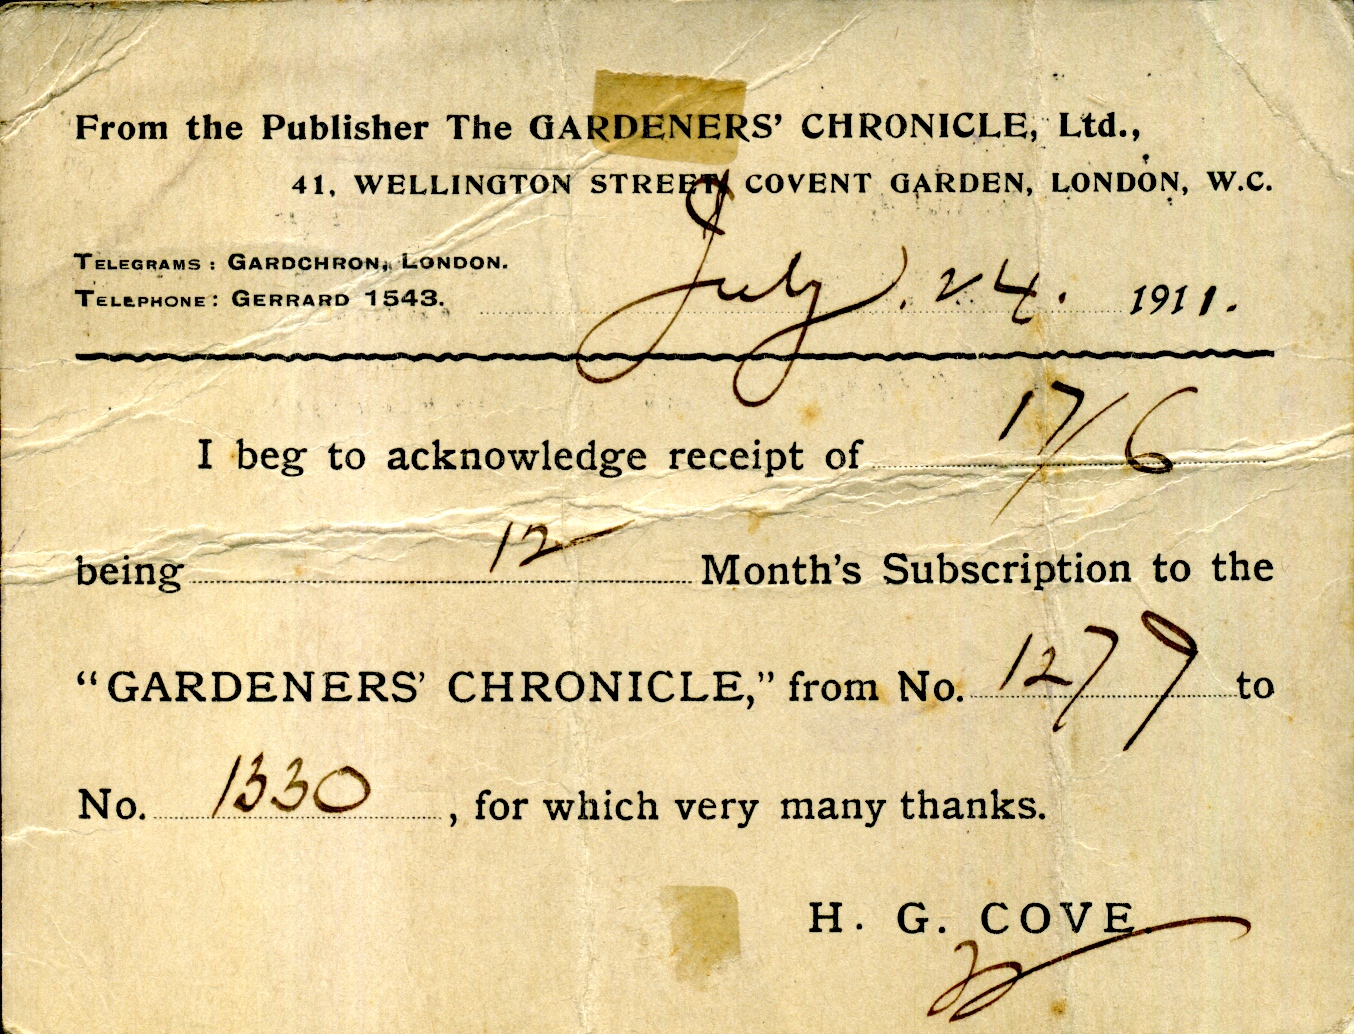 From the Publisher The GARDENERS' CHRONICLE, Ltd.,
41, WELLINGTON STREET, COVENT GARDEN, LONDON, W.C.
TELEGRAMS: GARDCHRON, LONDON.
TELEPHONE: GERRARD 1543.
July. 24. 1911.
I beg to acknowledge receipt of 17/6
being 12 Month's Subscription to the
"GARDENERS' CHRONICLE," from No. 1279 to
No. 1330, for which very many thanks.
H. G. COVE.